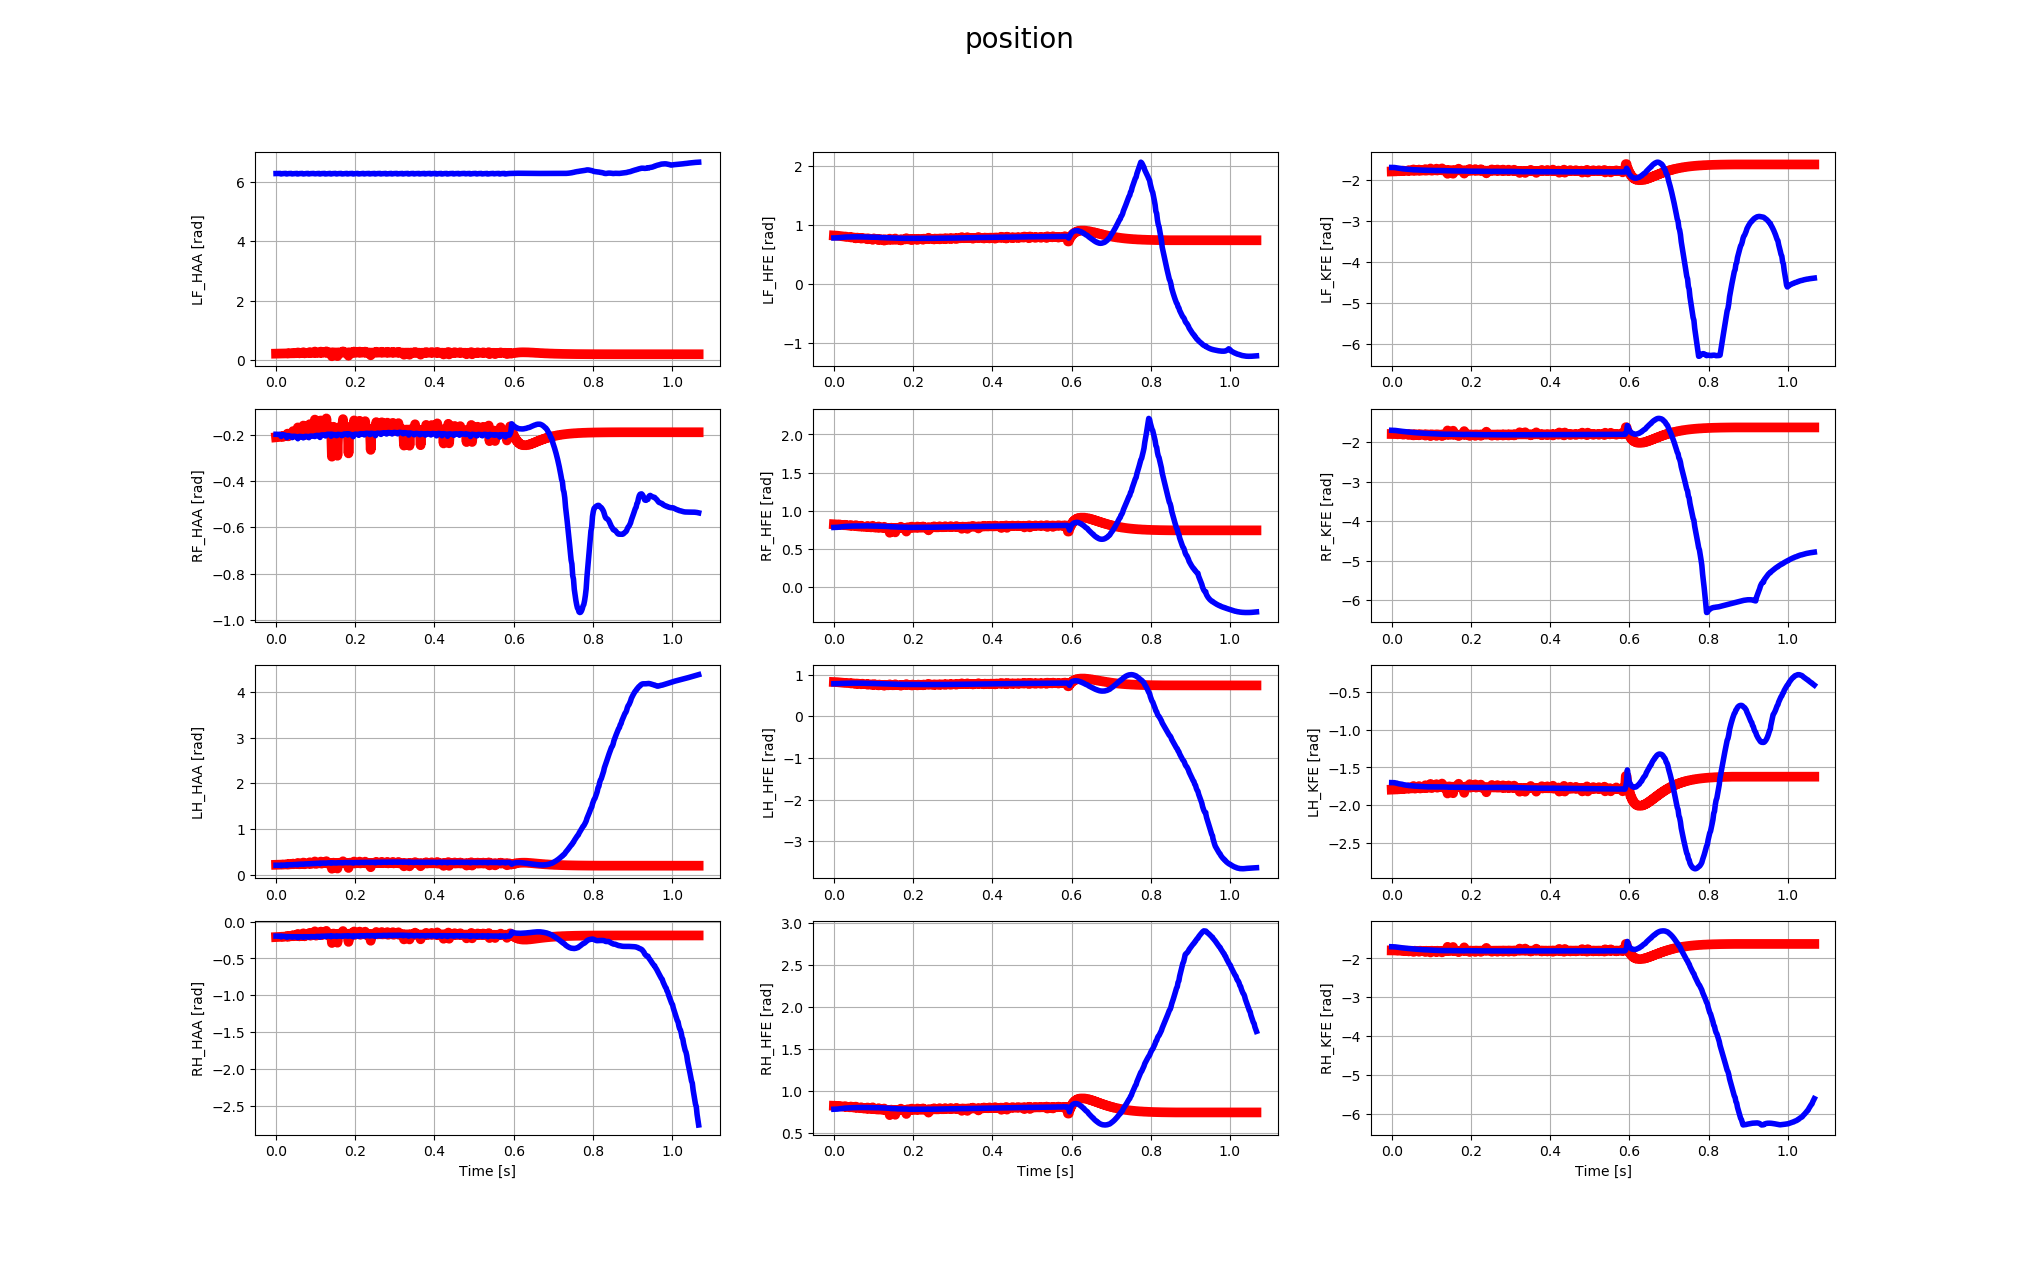 position
LF_HAA [rad]
6
4
2
0
0.0 0.2 0.4 0.6 0.8 1.0
LF_HFE [rad]
2
1
0
−1
0.0 0.2 0.4 0.6 0.8 1.0
LF_KFE [rad]
−2
−3
−4
−5
−6
0.0 0.2 0.4 0.6 0.8 1.0
RF_HAA [rad]
−0.2
−0.4
−0.6
−0.8
−1.0
0.0 0.2 0.4 0.6 0.8 1.0
RF_HFE [rad]
2.0
1.5
1.0
0.5
0.0
0.0 0.2 0.4 0.6 0.8 1.0
RF_KFE [rad]
−2
−3
−4
−5
−6
0.0 0.2 0.4 0.6 0.8 1.0
LH_HAA [rad]
4
3
2
1
0
0.0 0.2 0.4 0.6 0.8 1.0
LH_HFE [rad]
1
0
−1
−2
−3
0.0 0.2 0.4 0.6 0.8 1.0
LH_KFE [rad]
−0.5
−1.0
−1.5
−2.0
−2.5
0.0 0.2 0.4 0.6 0.8 1.0
RH_HAA [rad]
0.0
−0.5
−1.0
−1.5
−2.0
−2.5
0.0 0.2 0.4 0.6 0.8 1.0
Time [s]
RH_HFE [rad]
3.0
2.5
2.0
1.5
1.0
0.5
0.0 0.2 0.4 0.6 0.8 1.0
Time [s]
RH_KFE [rad]
−2
−3
−4
−5
−6
0.0 0.2 0.4 0.6 0.8 1.0
Time [s]